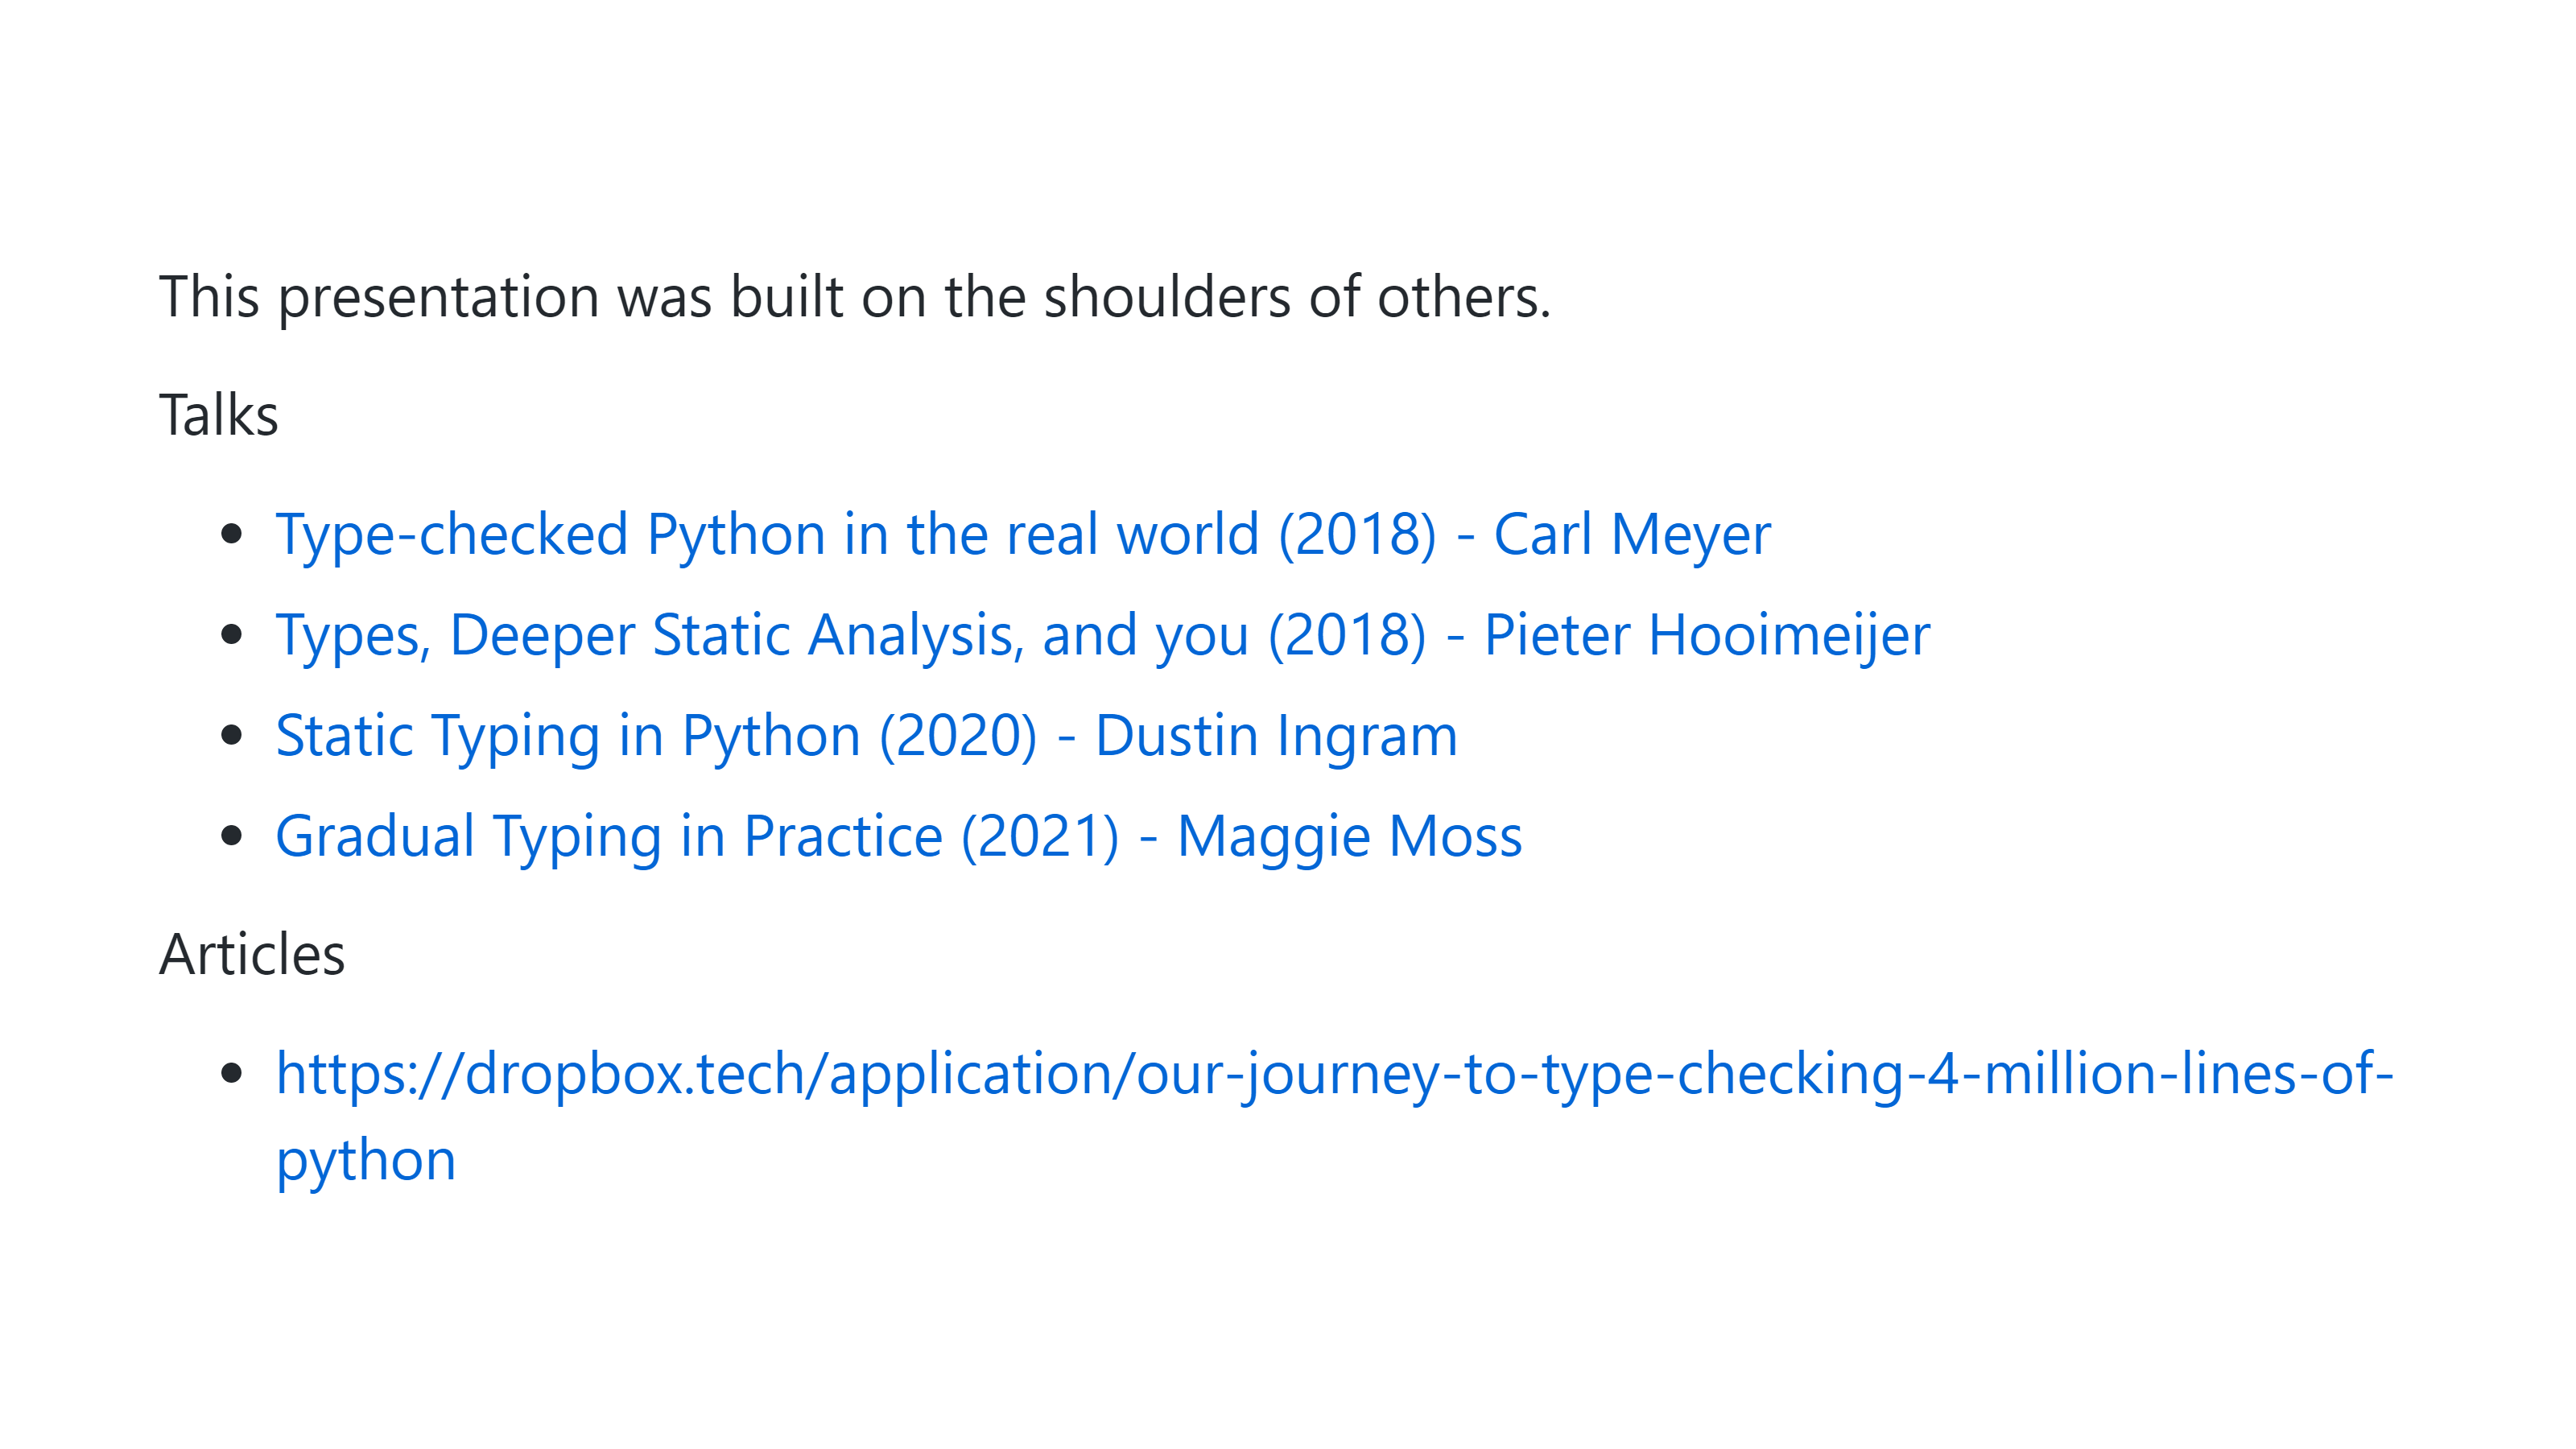 This presentation was built on the shoulders of others.
Talks
• Type-checked Python in the real world (2018) - Carl Meyer
• Types, Deeper Static Analysis, and you (2018) - Pieter Hooimeijer
• Static Typing in Python (2020) - Dustin Ingram
• Gradual Typing in Practice (2021) - Maggie Moss
Articles
• https://dropbox.tech/application/our-journey-to-type-checking-4-million-lines-of-
python